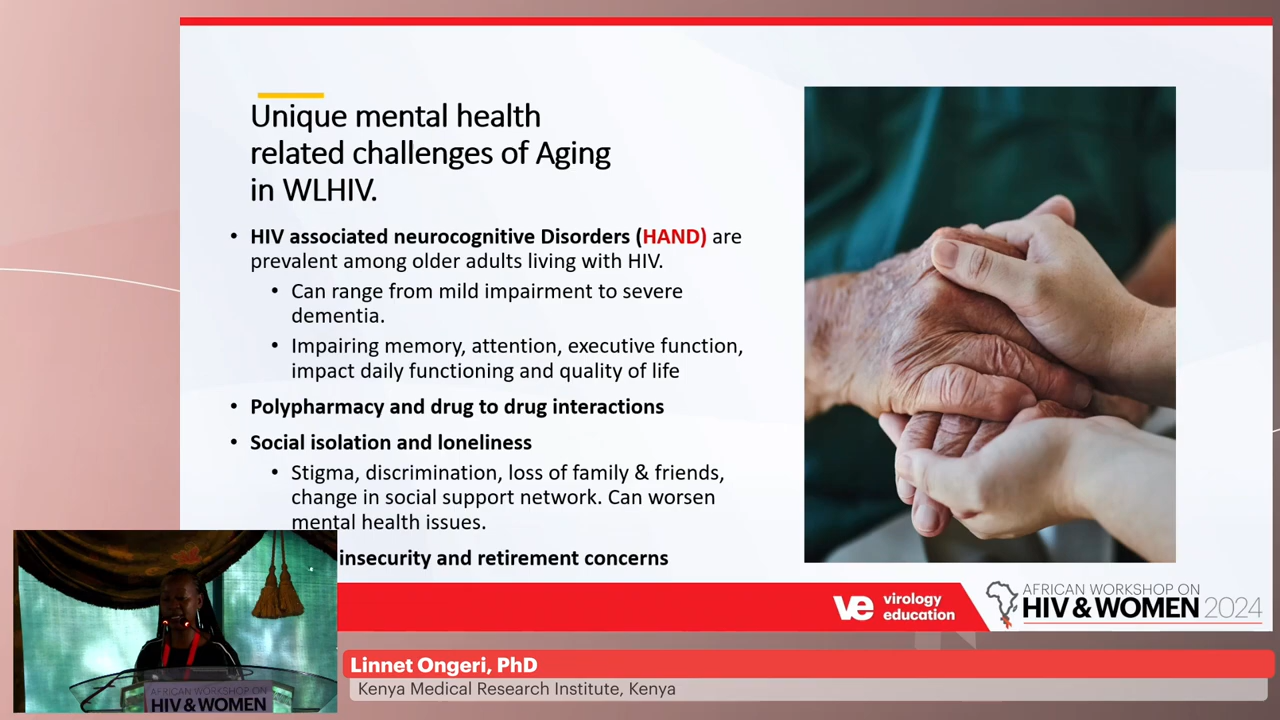 Unique mental health
related challenges of Aging
in WLHIV.
• HIV associated neurocognitive Disorders (HAND) are
prevalent among older adults living with HIV.
• Can range from mild impairment to severe
dementia.
• Impairing memory, attention, executive function,
impact daily functioning and quality of life
• Polypharmacy and drug to drug interactions
• Social isolation and loneliness
• Stigma, discrimination, loss of family & friends,
change in social support network. Can worsen
mental health issues.
insecurity and retirement concerns
ve virology
education
AFRICAN WORKSHOP ON
HIV & WOMEN 2024
AFRICAN WORKSHOP ON
HIV & WOMEN
Linnet Ongeri, PhD
Kenya Medical Research Institute, Kenya